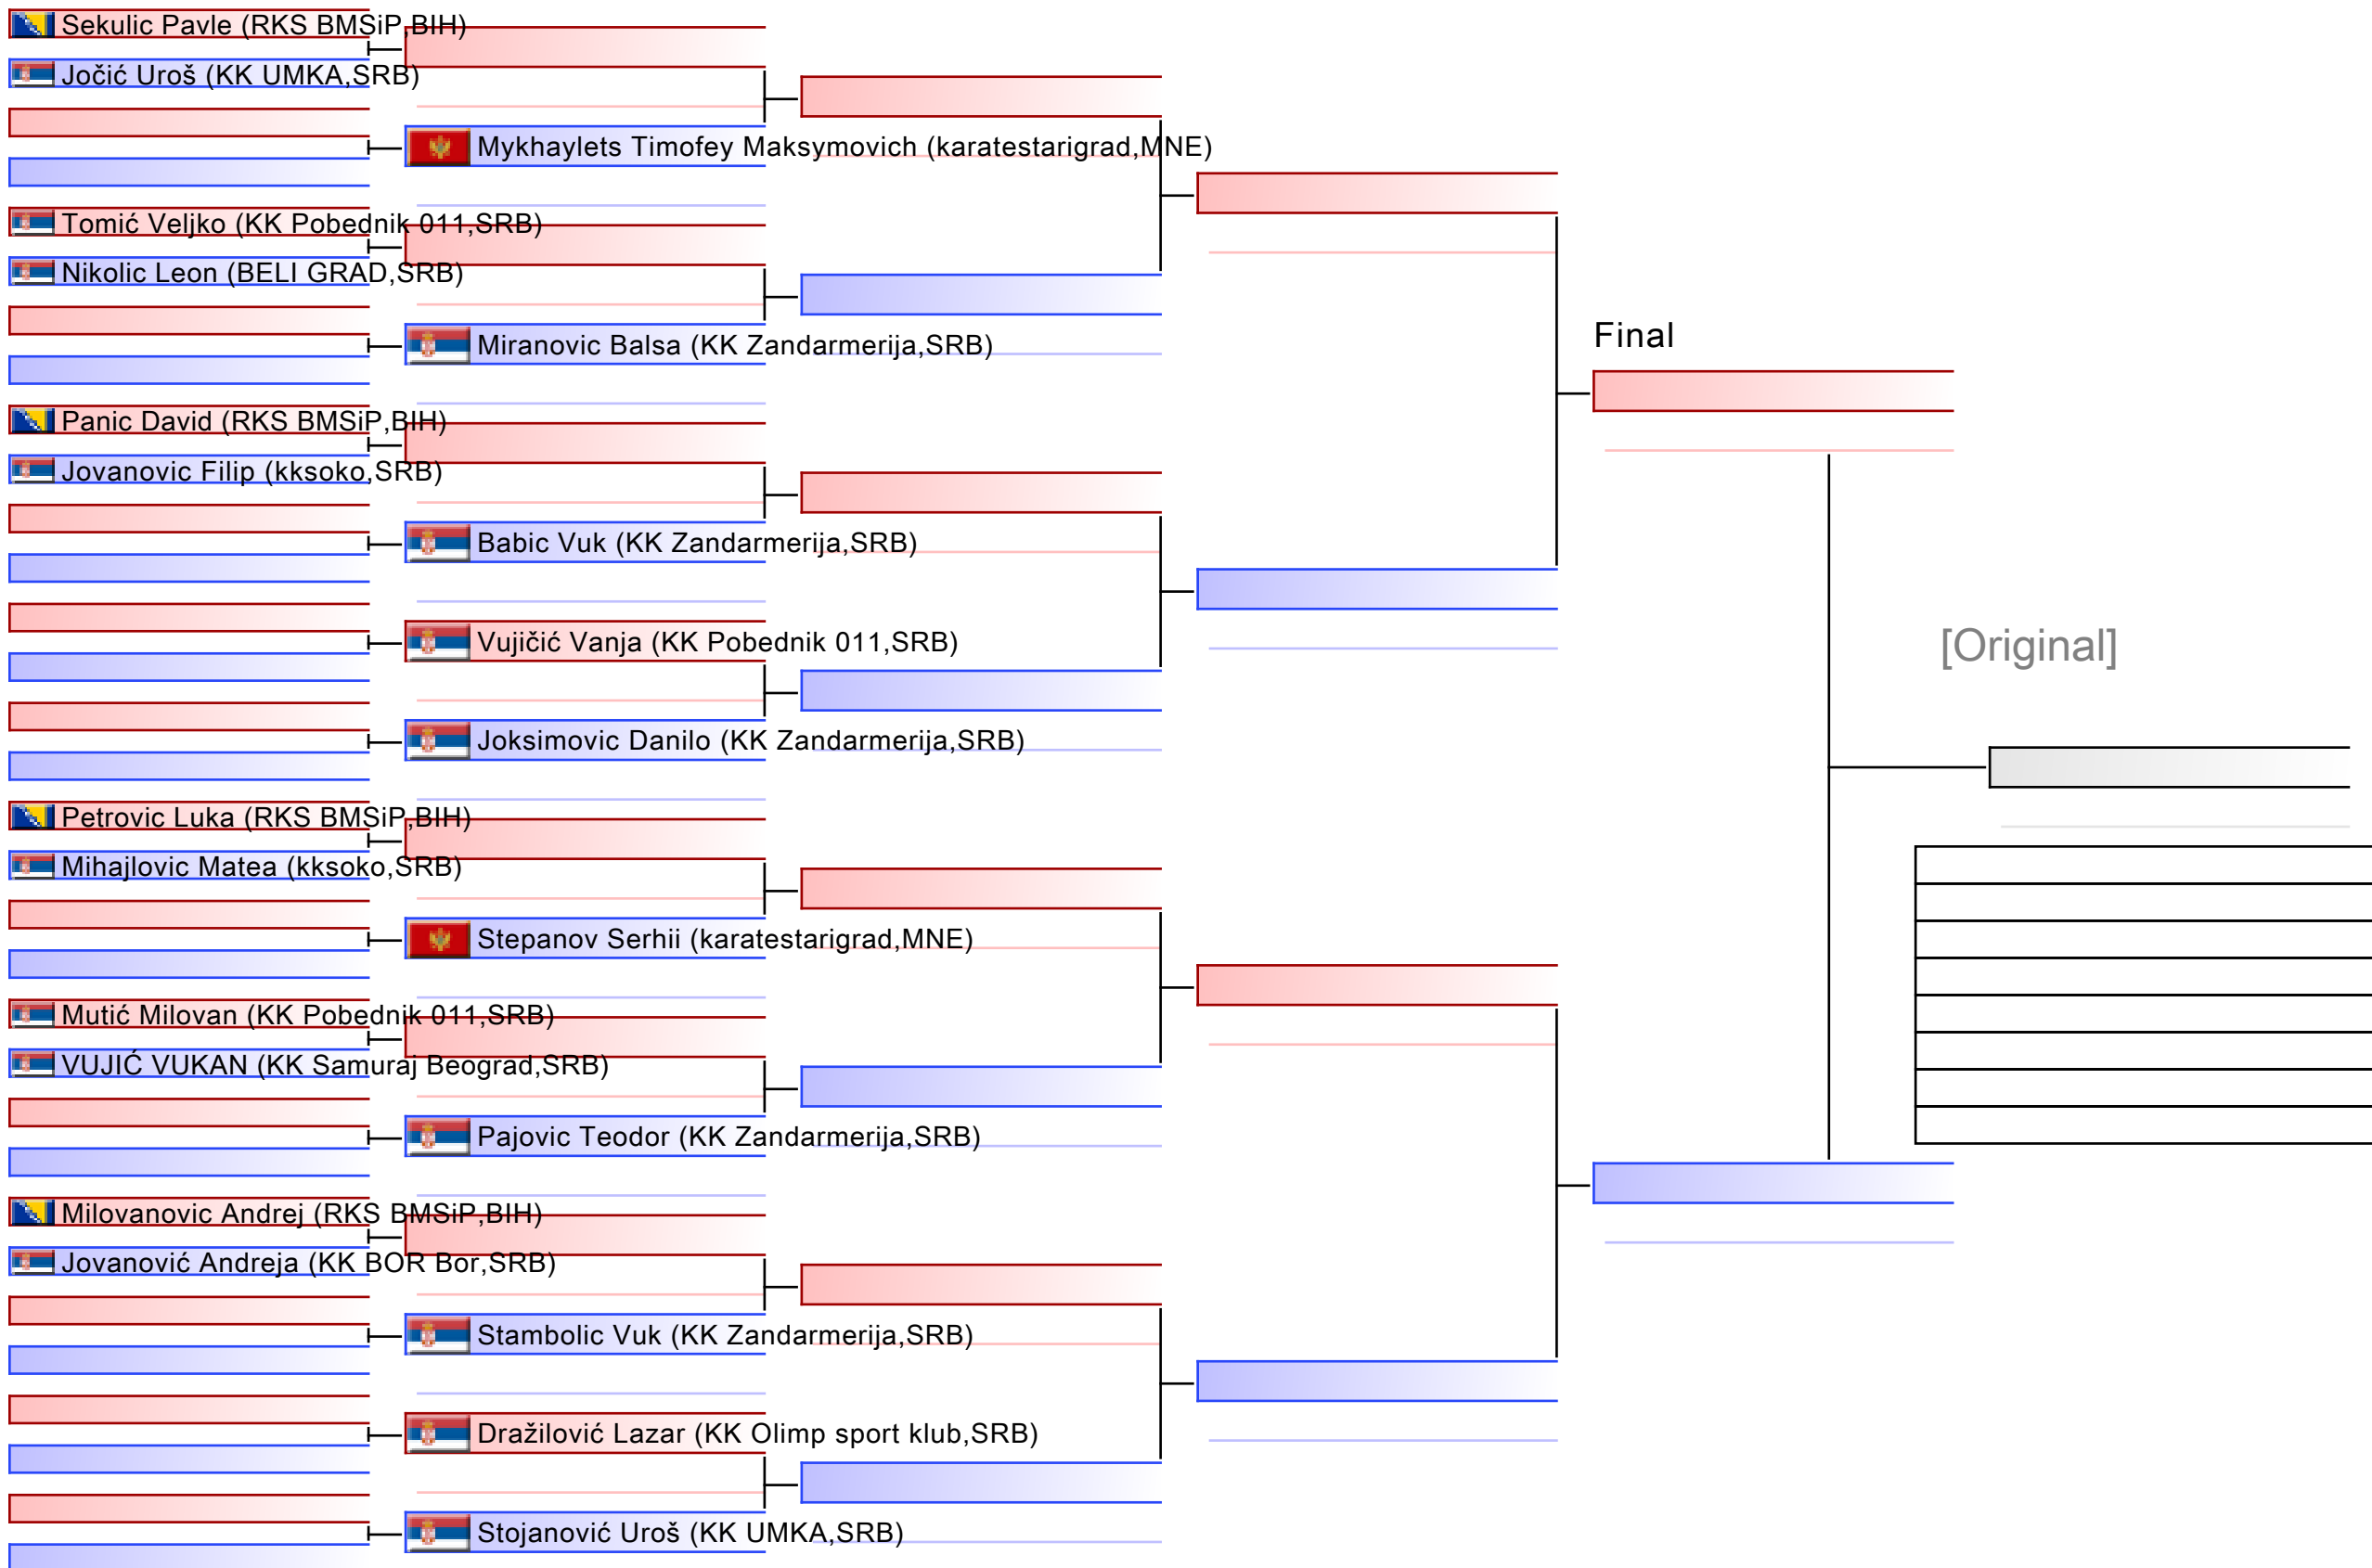 Sekulic Pavle (RKS BMSiP,BIH)
Jočić Uroš (KK UMKA,SRB)
Mykhaylets Timofey Maksymovich (karatestarigrad,MNE)
Tomić Veljko (KK Pobednik 011,SRB)
Nikolic Leon (BELI GRAD,SRB)
Miranovic Balsa (KK Zandarmerija,SRB)
Final
Panic David (RKS BMSiP,BIH)
Jovanovic Filip (kksoko,SRB)
Babic Vuk (KK Zandarmerija,SRB)
Vujičić Vanja (KK Pobednik 011,SRB)
[Original]
Joksimovic Danilo (KK Zandarmerija,SRB)
Petrovic Luka (RKS BMSiP,BIH)
Mihajlovic Matea (kksoko,SRB)
Stepanov Serhii (karatestarigrad,MNE)
Mutić Milovan (KK Pobednik 011,SRB)
VUJIĆ VUKAN (KK Samuraj Beograd,SRB)
Pajovic Teodor (KK Zandarmerija,SRB)
Milovanovic Andrej (RKS BMSiP,BIH)
Jovanović Andreja (KK BOR Bor,SRB)
Stambolic Vuk (KK Zandarmerija,SRB)
Dražilović Lazar (KK Olimp sport klub,SRB)
Stojanović Uroš (KK UMKA,SRB)